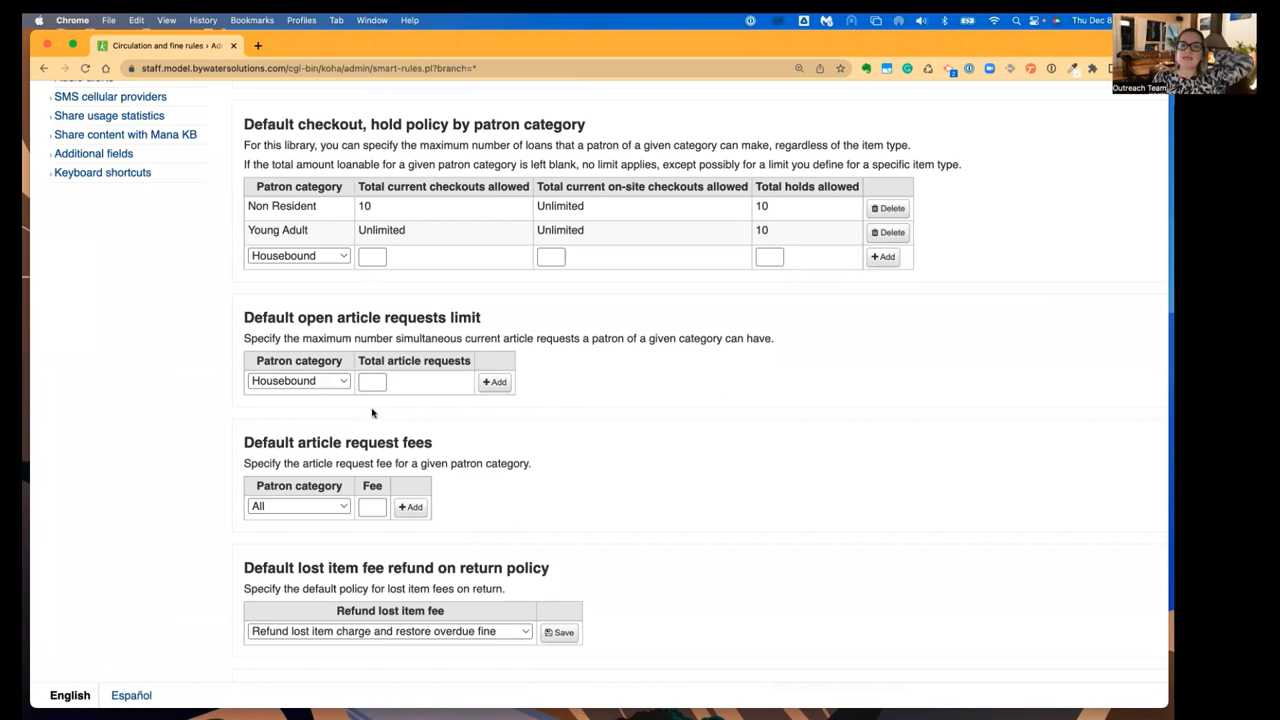 Chrome File Edit View History Bookmarks Profiles Tab Window Help Thu Dec 8
Circulation and fine rules › Adm
staff.model.bywatersolutions.com/cgi-bin/koha/admin/smart-rules.pl?branch=*
Outreach Team
SMS cellular providers
Share usage statistics
Share content with Mana KB
Additional fields
Keyboard shortcuts
Default checkout, hold policy by patron category
For this library, you can specify the maximum number of loans that a patron of a given category can make, regardless of the item type.
If the total amount loanable for a given patron category is left blank, no limit applies, except possibly for a limit you define for a specific item type.
Patron category Total current checkouts allowed Total current on-site checkouts allowed Total holds allowed
Non Resident 10 Unlimited 10 Delete
Young Adult Unlimited Unlimited 10 Delete
Housebound + Add
Default open article requests limit
Specify the maximum number simultaneous current article requests a patron of a given category can have.
Patron category Total article requests
Housebound + Add
Default article request fees
Specify the article request fee for a given patron category.
Patron category Fee
All + Add
Default lost item fee refund on return policy
Specify the default policy for lost item fees on return.
Refund lost item fee
Refund lost item charge and restore overdue fine Save
English Español